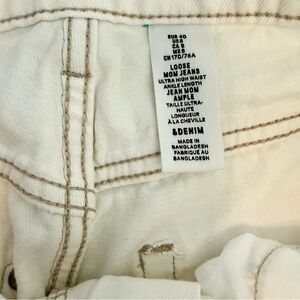 EUR 40
US 8
CA 8
MX 8
CN 170/76A
LOOSE
MOM JEANS
ULTRA HIGH WAIST
ANKLE LENGTH
JEAN MOM
AMPLE
TAILLE ULTRA-
HAUTE
LONGUEUR
À LA CHEVILLE
&DENIM
MADE IN
BANGLADESH
FABRIQUÉ AU
BANGLADESH